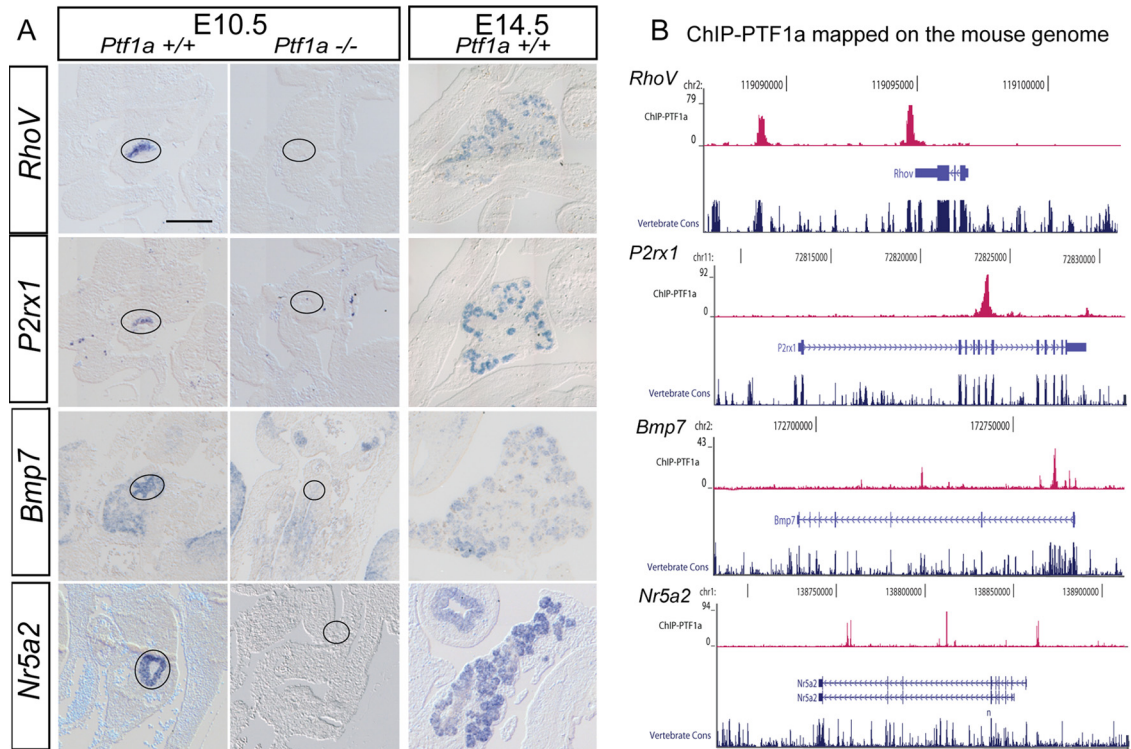 A
E10.5
E14.5
Ptf1a +/+
Ptf1a -/-
Ptf1a +/+
RhoV
P2rx1
Bmp7
Nr5a2
B
ChIP-PTF1a mapped on the mouse genome
RhoV
chr2:
119090000
119095000
119100000
79
ChIP-PTF1a
0
Rhov
Vertebrate Cons
P2rx1
chr11:
72815000
72820000
72825000
72830000
92
ChIP-PTF1a
0
P2rx1
Vertebrate Cons
Bmp7
chr2:
172700000
172750000
43
ChIP-PTF1a
0
Bmp7
Vertebrate Cons
Nr5a2
chr1:
138750000
138800000
138850000
138900000
94
ChIP-PTF1a
0
Nr5a2
Nr5a2
n
Vertebrate Cons